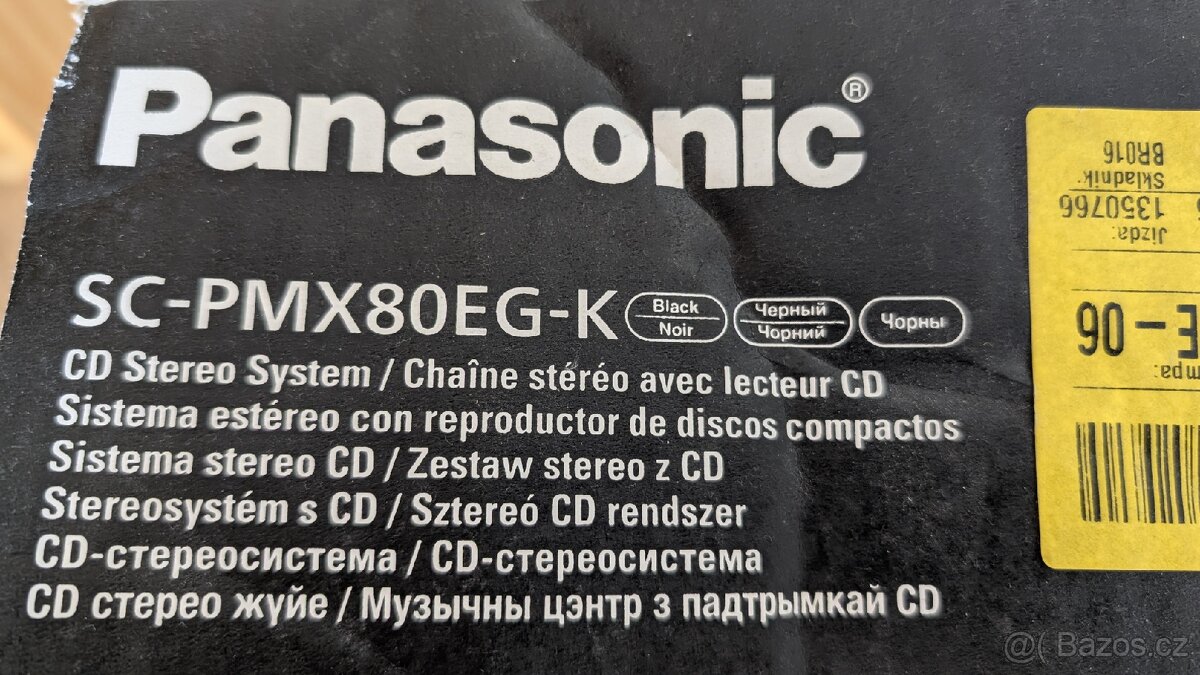 Panasonic®
SC-PMX80EG-K
Black
Noir
Черный
Чорний
Чорны
CD Stereo System / Chaîne stéréo avec lecteur CD
Sistema estéreo con reproductor de discos compactos
Sistema stereo CD / Zestaw stereo z CD
Stereosystém s CD / Sztereó CD rendszer
CD-стереосистема / CD-стереосистема
CD стерео жүйе / Музычны цэнтр з падтрымкай CD
Jízda:
1350766
Skladník:
BR016
E-06
@( Bazos.cz